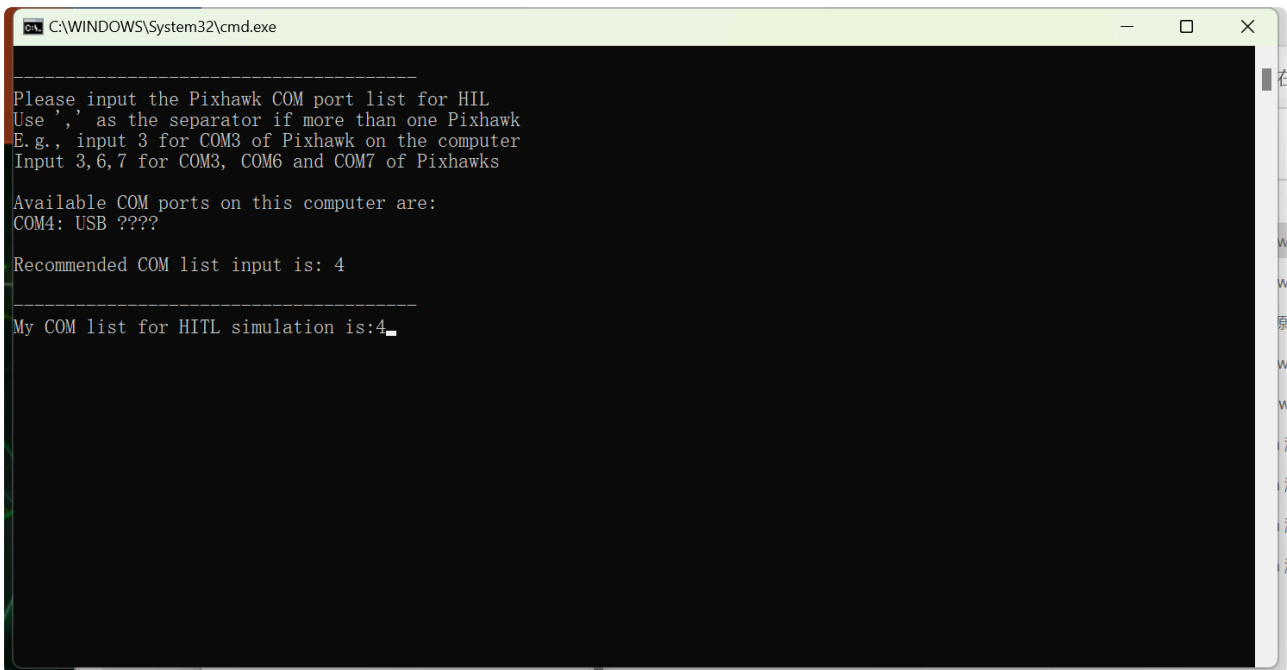 C:\WINDOWS\System32\cmd.exe
_______________________________________
Please input the Pixhawk COM port list for HIL
Use ',' as the separator if more than one Pixhawk
E.g., input 3 for COM3 of Pixhawk on the computer
Input 3,6,7 for COM3, COM6 and COM7 of Pixhawks
Available COM ports on this computer are:
COM4: USB ????
Recommended COM list input is: 4
_______________________________________
My COM list for HITL simulation is:4